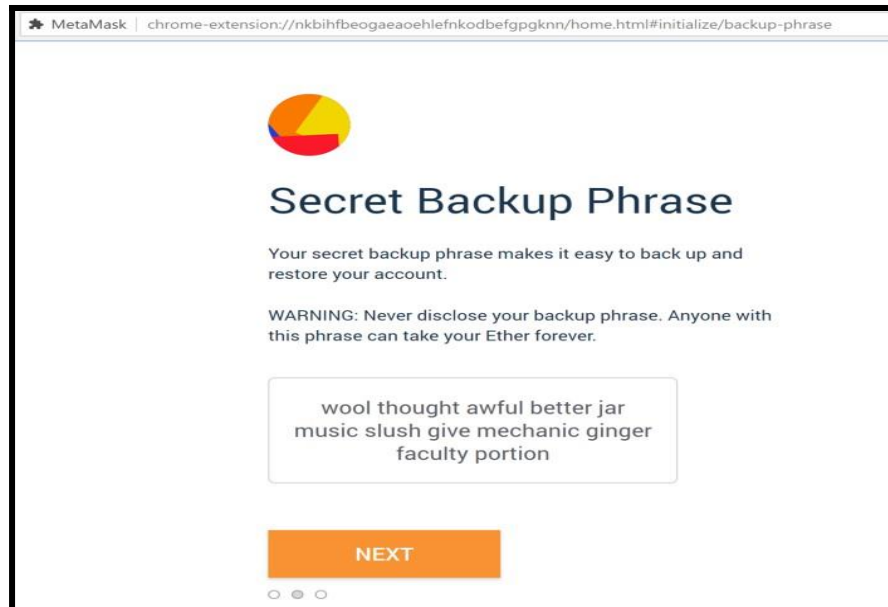 MetaMask | chrome-extension://nkbihfbeogaeaoehlefnkodbefgpgknn/home.html#initialize/backup-phrase
Secret Backup Phrase
Your secret backup phrase makes it easy to back up and
restore your account.
WARNING: Never disclose your backup phrase. Anyone with
this phrase can take your Ether forever.
wool thought awful better jar
music slush give mechanic ginger
faculty portion
NEXT